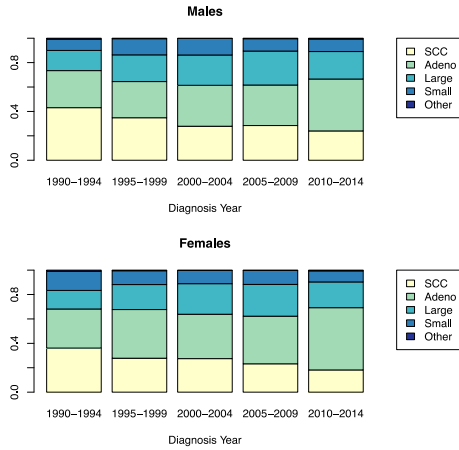 Males
0.0 0.4 0.8
SCC
Adeno
Large
Small
Other
1990−1994 1995−1999 2000−2004 2005−2009 2010−2014
Diagnosis Year
Females
0.0 0.4 0.8
SCC
Adeno
Large
Small
Other
1990−1994 1995−1999 2000−2004 2005−2009 2010−2014
Diagnosis Year